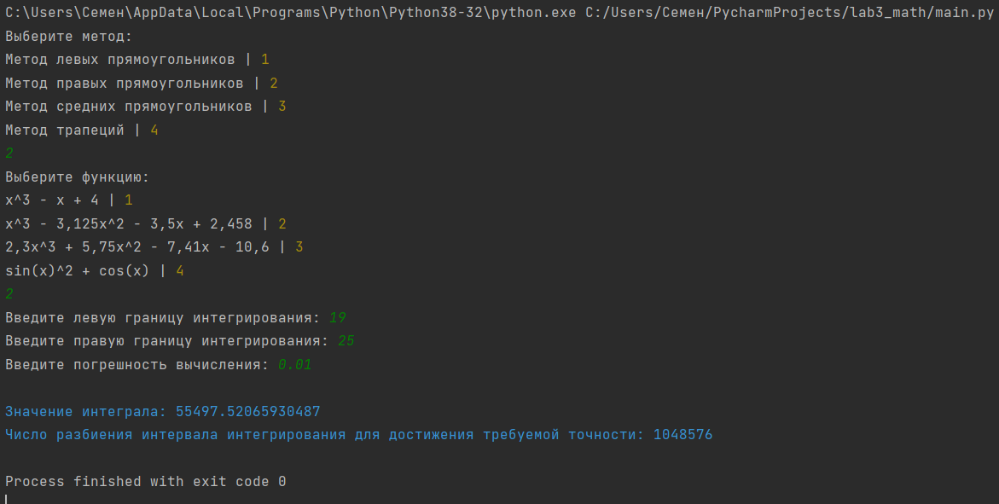 C:\Users\Семен\AppData\Local\Programs\Python\Python38-32\python.exe C:/Users/Семен/PycharmProjects/lab3_math/main.py
Выберите метод:
Метод левых прямоугольников | 1
Метод правых прямоугольников | 2
Метод средних прямоугольников | 3
Метод трапеций | 4
2
Выберите функцию:
x^3 - x + 4 | 1
x^3 - 3,125x^2 - 3,5x + 2,458 | 2
2,3x^3 + 5,75x^2 - 7,41x - 10,6 | 3
sin(x)^2 + cos(x) | 4
2
Введите левую границу интегрирования: 19
Введите правую границу интегрирования: 25
Введите погрешность вычисления: 0.01
Значение интеграла: 55497.52065930487
Число разбиения интервала интегрирования для достижения требуемой точности: 1048576
Process finished with exit code 0